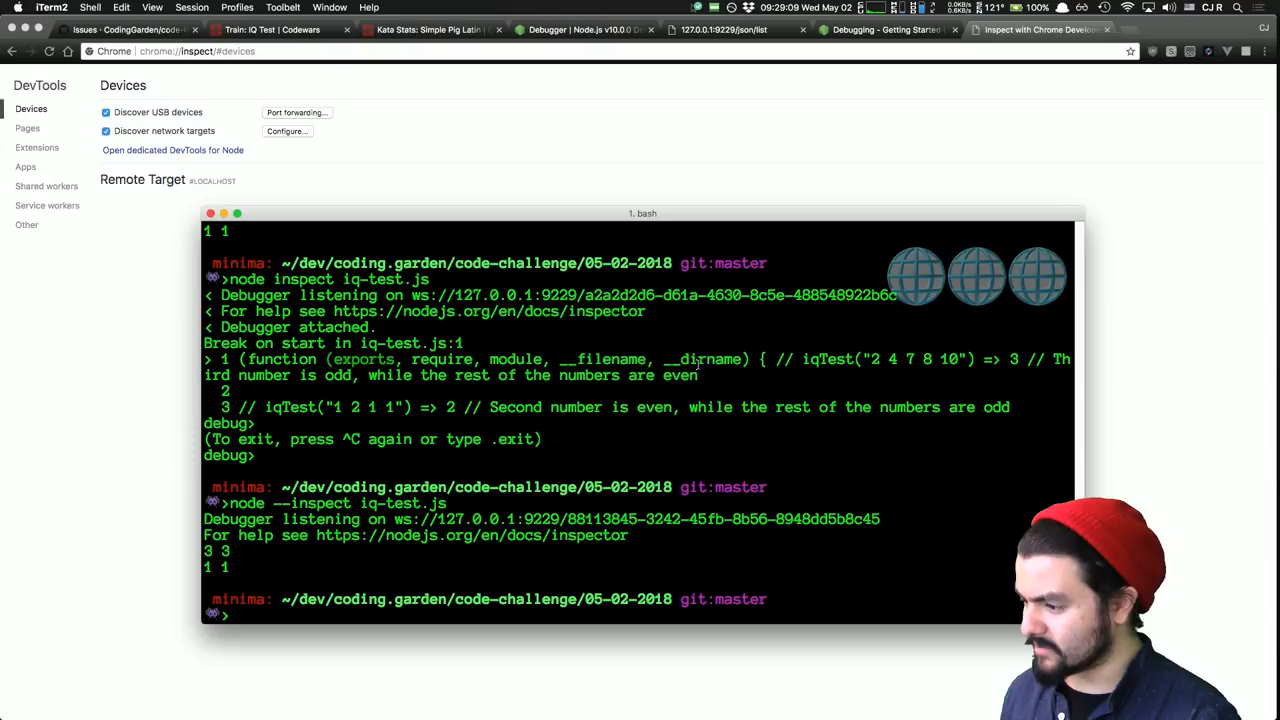 iTerm2 Shell Edit View Session Profiles Toolbelt Window Help 09:29:09 Wed May 02 121° 100% CJ R
Issues · CodingGarden/code-c Train: IQ Test | Codewars Kata Stats: Simple Pig Latin | C Debugger | Node.js v10.0.0 Do 127.0.0.1:9229/json/list Debugging - Getting Started | Inspect with Chrome Develope CJ
Chrome chrome://inspect/#devices
DevTools
Devices
Pages
Extensions
Apps
Shared workers
Service workers
Other
Devices
Discover USB devices Port forwarding...
Discover network targets Configure...
Open dedicated DevTools for Node
Remote Target #LOCALHOST
1. bash
1 1
minima: ~/dev/coding.garden/code-challenge/05-02-2018 git:master
>node inspect iq-test.js
< Debugger listening on ws://127.0.0.1:9229/a2a2d2d6-d61a-4630-8c5e-488548922b6c
< For help see https://nodejs.org/en/docs/inspector
< Debugger attached.
Break on start in iq-test.js:1
> 1 (function (exports, require, module, __filename, __dirname) { // iqTest("2 4 7 8 10") => 3 // Th
ird number is odd, while the rest of the numbers are even
2
3 // iqTest("1 2 1 1") => 2 // Second number is even, while the rest of the numbers are odd
debug>
(To exit, press ^C again or type .exit)
debug>
minima: ~/dev/coding.garden/code-challenge/05-02-2018 git:master
>node --inspect iq-test.js
Debugger listening on ws://127.0.0.1:9229/88113845-3242-45fb-8b56-8948dd5b8c45
For help see https://nodejs.org/en/docs/inspector
3 3
1 1
minima: ~/dev/coding.garden/code-challenge/05-02-2018 git:master
>